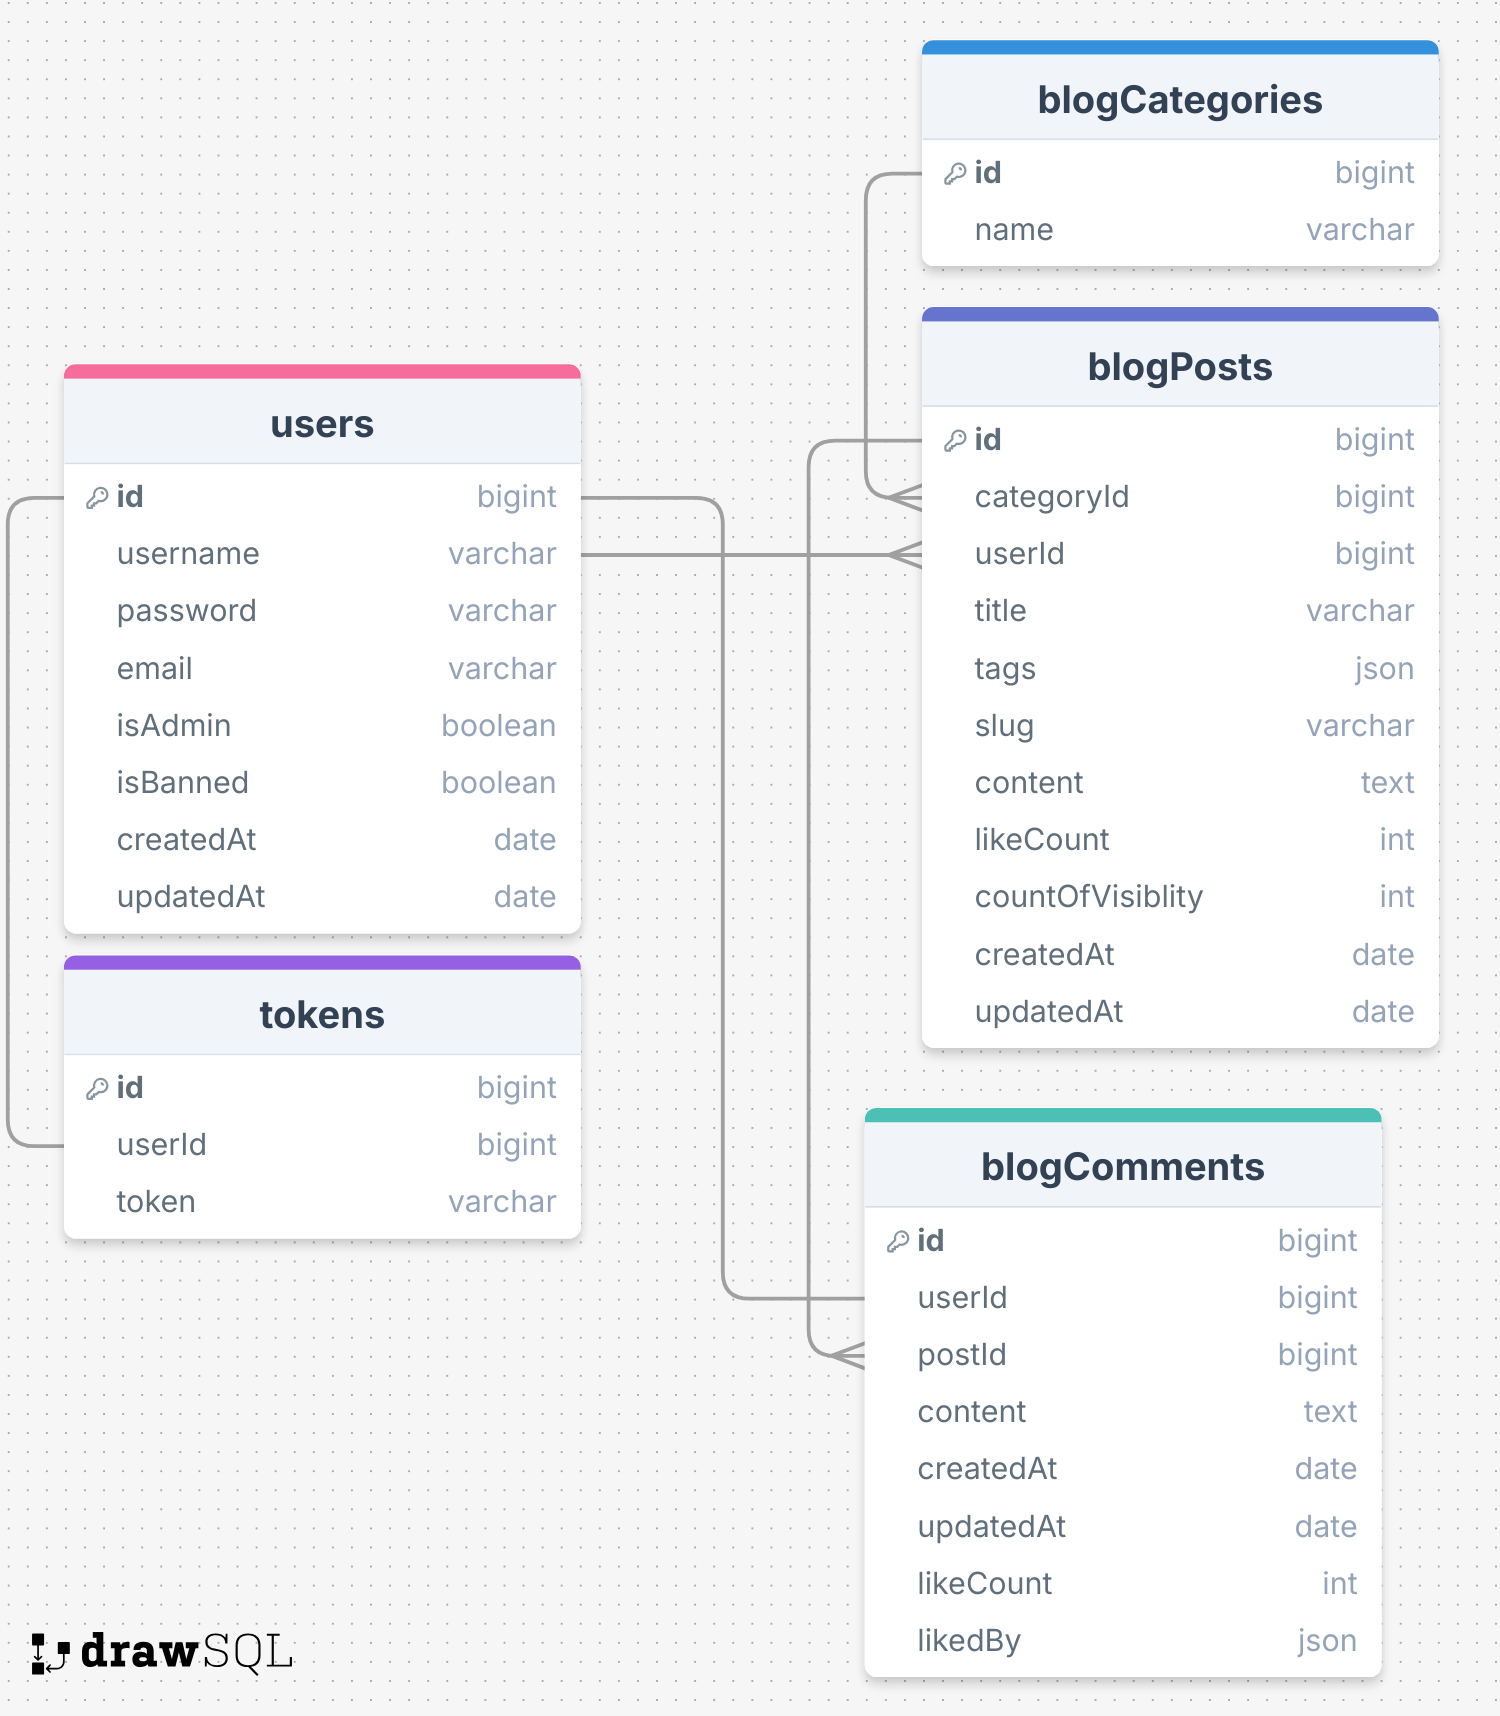 blogCategories
id bigint
name varchar
blogPosts
id bigint
categoryId bigint
userId bigint
title varchar
tags json
slug varchar
content text
likeCount int
countOfVisiblity int
createdAt date
updatedAt date
users
id bigint
username varchar
password varchar
email varchar
isAdmin boolean
isBanned boolean
createdAt date
updatedAt date
tokens
id bigint
userId bigint
token varchar
blogComments
id bigint
userId bigint
postId bigint
content text
createdAt date
updatedAt date
likeCount int
likedBy json
drawSQL